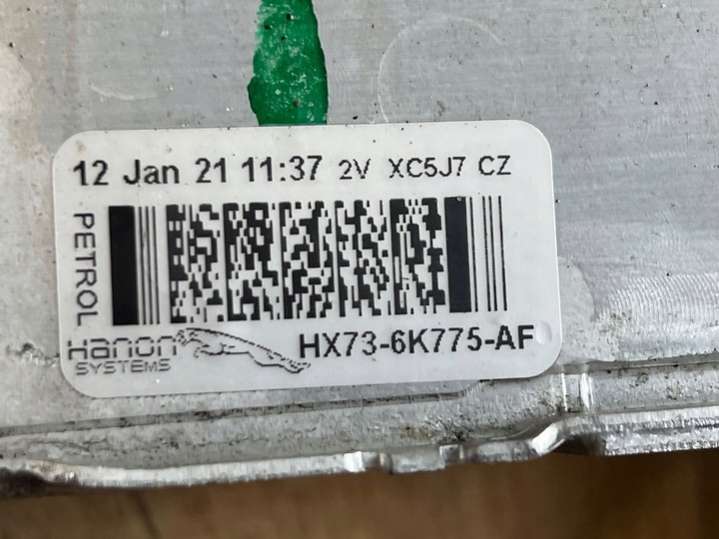 12 Jan 21 11:37 2V XC5J7 CZ
PETROL
Hanon
SYSTEMS
HX73-6K775-AF